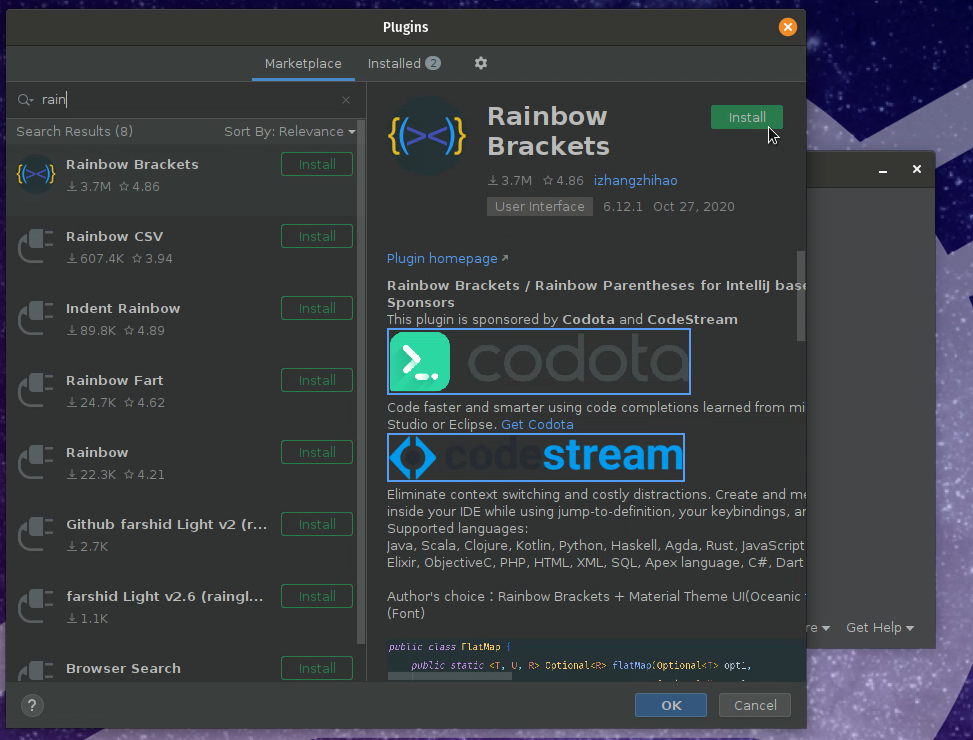 Plugins
Marketplace
Installed 2
rain
Search Results (8)
Sort By: Relevance
Rainbow Brackets
Install
3.7M 4.86
Rainbow CSV
Install
607.4K 3.94
Indent Rainbow
Install
89.8K 4.89
Rainbow Fart
Install
24.7K 4.62
Rainbow
Install
22.3K 4.21
Github farshid Light v2 (r...
Install
2.7K
farshid Light v2.6 (raingl...
Install
1.1K
Browser Search
Install
Rainbow
Brackets
Install
3.7M 4.86 izhangzhihao
User Interface 6.12.1 Oct 27, 2020
Plugin homepage
Rainbow Brackets / Rainbow Parentheses for IntelliJ base
Sponsors
This plugin is sponsored by Codota and CodeStream
codota
Code faster and smarter using code completions learned from mi
Studio or Eclipse. Get Codota
codestream
Eliminate context switching and costly distractions. Create and me
inside your IDE while using jump-to-definition, your keybindings, an
Supported languages:
Java, Scala, Clojure, Kotlin, Python, Haskell, Agda, Rust, JavaScript
Elixir, ObjectiveC, PHP, HTML, XML, SQL, Apex language, C#, Dart
Author's choice : Rainbow Brackets + Material Theme UI(Oceanic
(Font)
public class FlatMap {
public static <T, U, R> Optional<R> flatMap(Optional<T> opt1,
?
OK
Cancel
re
Get Help